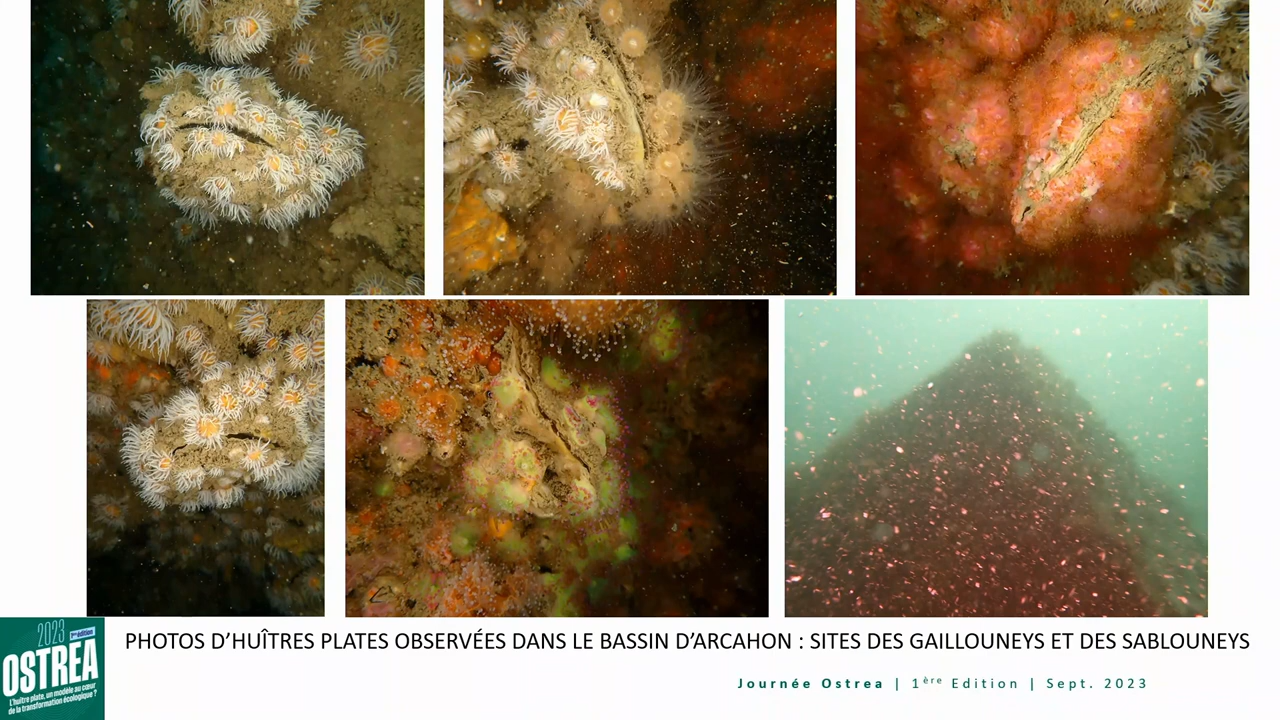 PHOTOS D’HUÎTRES PLATES OBSERVÉES DANS LE BASSIN D’ARCAHON : SITES DES GAILLOUNEYS ET DES SABLOUNEYS
2023
1ère édition
OSTREA
L'huître plate, un modèle au cœur
de la transformation écologique ?
Journée Ostrea | 1ère Edition | Sept. 2023